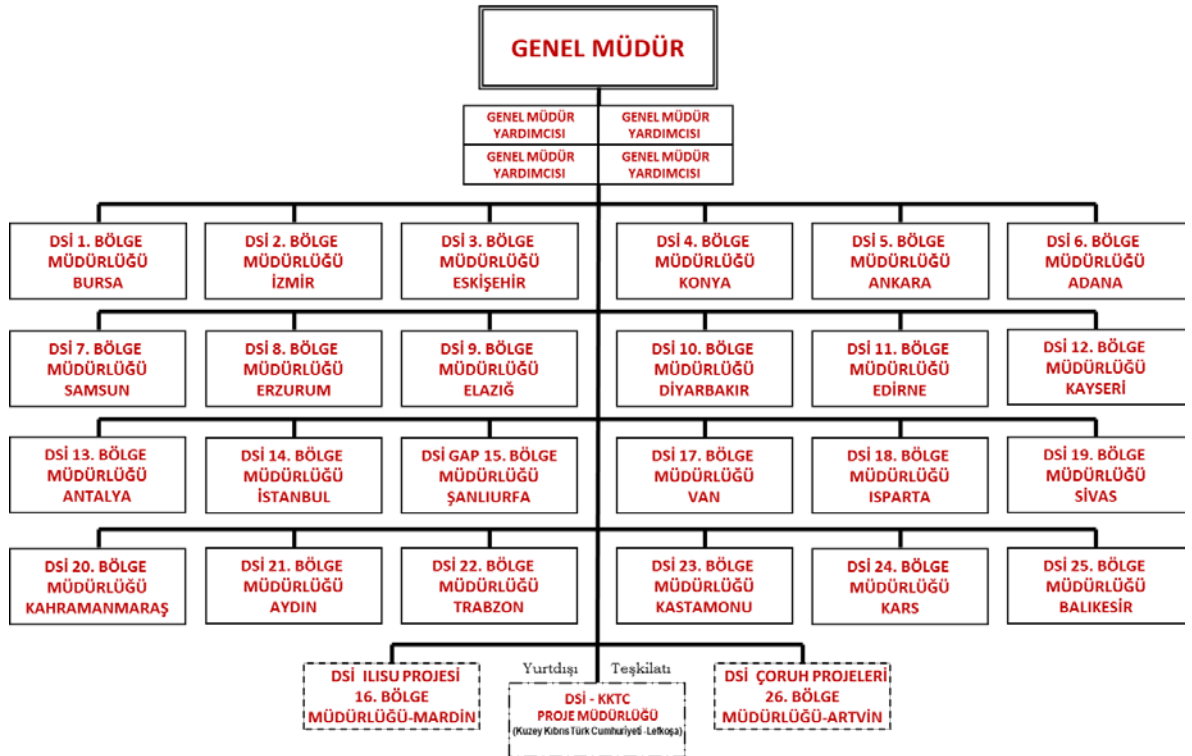 GENEL MÜDÜR
GENEL MÜDÜR
YARDIMCISI
GENEL MÜDÜR
YARDIMCISI
GENEL MÜDÜR
YARDIMCISI
GENEL MÜDÜR
YARDIMCISI
DSİ 1. BÖLGE
MÜDÜRLÜĞÜ
BURSA
DSİ 2. BÖLGE
MÜDÜRLÜĞÜ
İZMİR
DSİ 3. BÖLGE
MÜDÜRLÜĞÜ
ESKİŞEHİR
DSİ 4. BÖLGE
MÜDÜRLÜĞÜ
KONYA
DSİ 5. BÖLGE
MÜDÜRLÜĞÜ
ANKARA
DSİ 6. BÖLGE
MÜDÜRLÜĞÜ
ADANA
DSİ 7. BÖLGE
MÜDÜRLÜĞÜ
SAMSUN
DSİ 8. BÖLGE
MÜDÜRLÜĞÜ
ERZURUM
DSİ 9. BÖLGE
MÜDÜRLÜĞÜ
ELAZIĞ
DSİ 10. BÖLGE
MÜDÜRLÜĞÜ
DİYARBAKIR
DSİ 11. BÖLGE
MÜDÜRLÜĞÜ
EDİRNE
DSİ 12. BÖLGE
MÜDÜRLÜĞÜ
KAYSERİ
DSİ 13. BÖLGE
MÜDÜRLÜĞÜ
ANTALYA
DSİ 14. BÖLGE
MÜDÜRLÜĞÜ
İSTANBUL
DSİ GAP 15. BÖLGE
MÜDÜRLÜĞÜ
ŞANLIURFA
DSİ 17. BÖLGE
MÜDÜRLÜĞÜ
VAN
DSİ 18. BÖLGE
MÜDÜRLÜĞÜ
ISPARTA
DSİ 19. BÖLGE
MÜDÜRLÜĞÜ
SİVAS
DSİ 20. BÖLGE
MÜDÜRLÜĞÜ
KAHRAMANMARAŞ
DSİ 21. BÖLGE
MÜDÜRLÜĞÜ
AYDIN
DSİ 22. BÖLGE
MÜDÜRLÜĞÜ
TRABZON
DSİ 23. BÖLGE
MÜDÜRLÜĞÜ
KASTAMONU
DSİ 24. BÖLGE
MÜDÜRLÜĞÜ
KARS
DSİ 25. BÖLGE
MÜDÜRLÜĞÜ
BALIKESİR
DSİ ILISU PROJESİ
16. BÖLGE
MÜDÜRLÜĞÜ-MARDİN
Yurtdışı Teşkilatı
DSİ - KKTC
PROJE MÜDÜRLÜĞÜ
(Kuzey Kıbrıs Türk Cumhuriyeti -Lefkoşa)
DSİ ÇORUH PROJELERİ
26. BÖLGE
MÜDÜRLÜĞÜ-ARTVİN